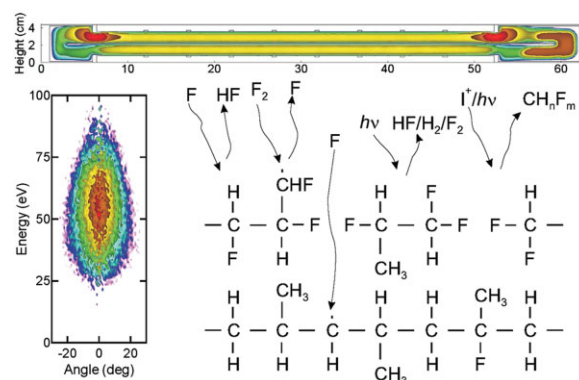 Height (cm)
4
2
0
0 10 20 30 40 50 60
F HF F₂ F F hν HF/H₂/F₂ I⁺/hν CHₙFₘ
100
75
50
25
0
Energy (eV)
-20 0 20
Angle (deg)
H CHF H F H
— C — C — F F — C — C — F F — C —
F H CH₃ H H
H CH₃ H H CH₃ H
— C — C — C — C — C — C — C —
H H H CH₃ H F H